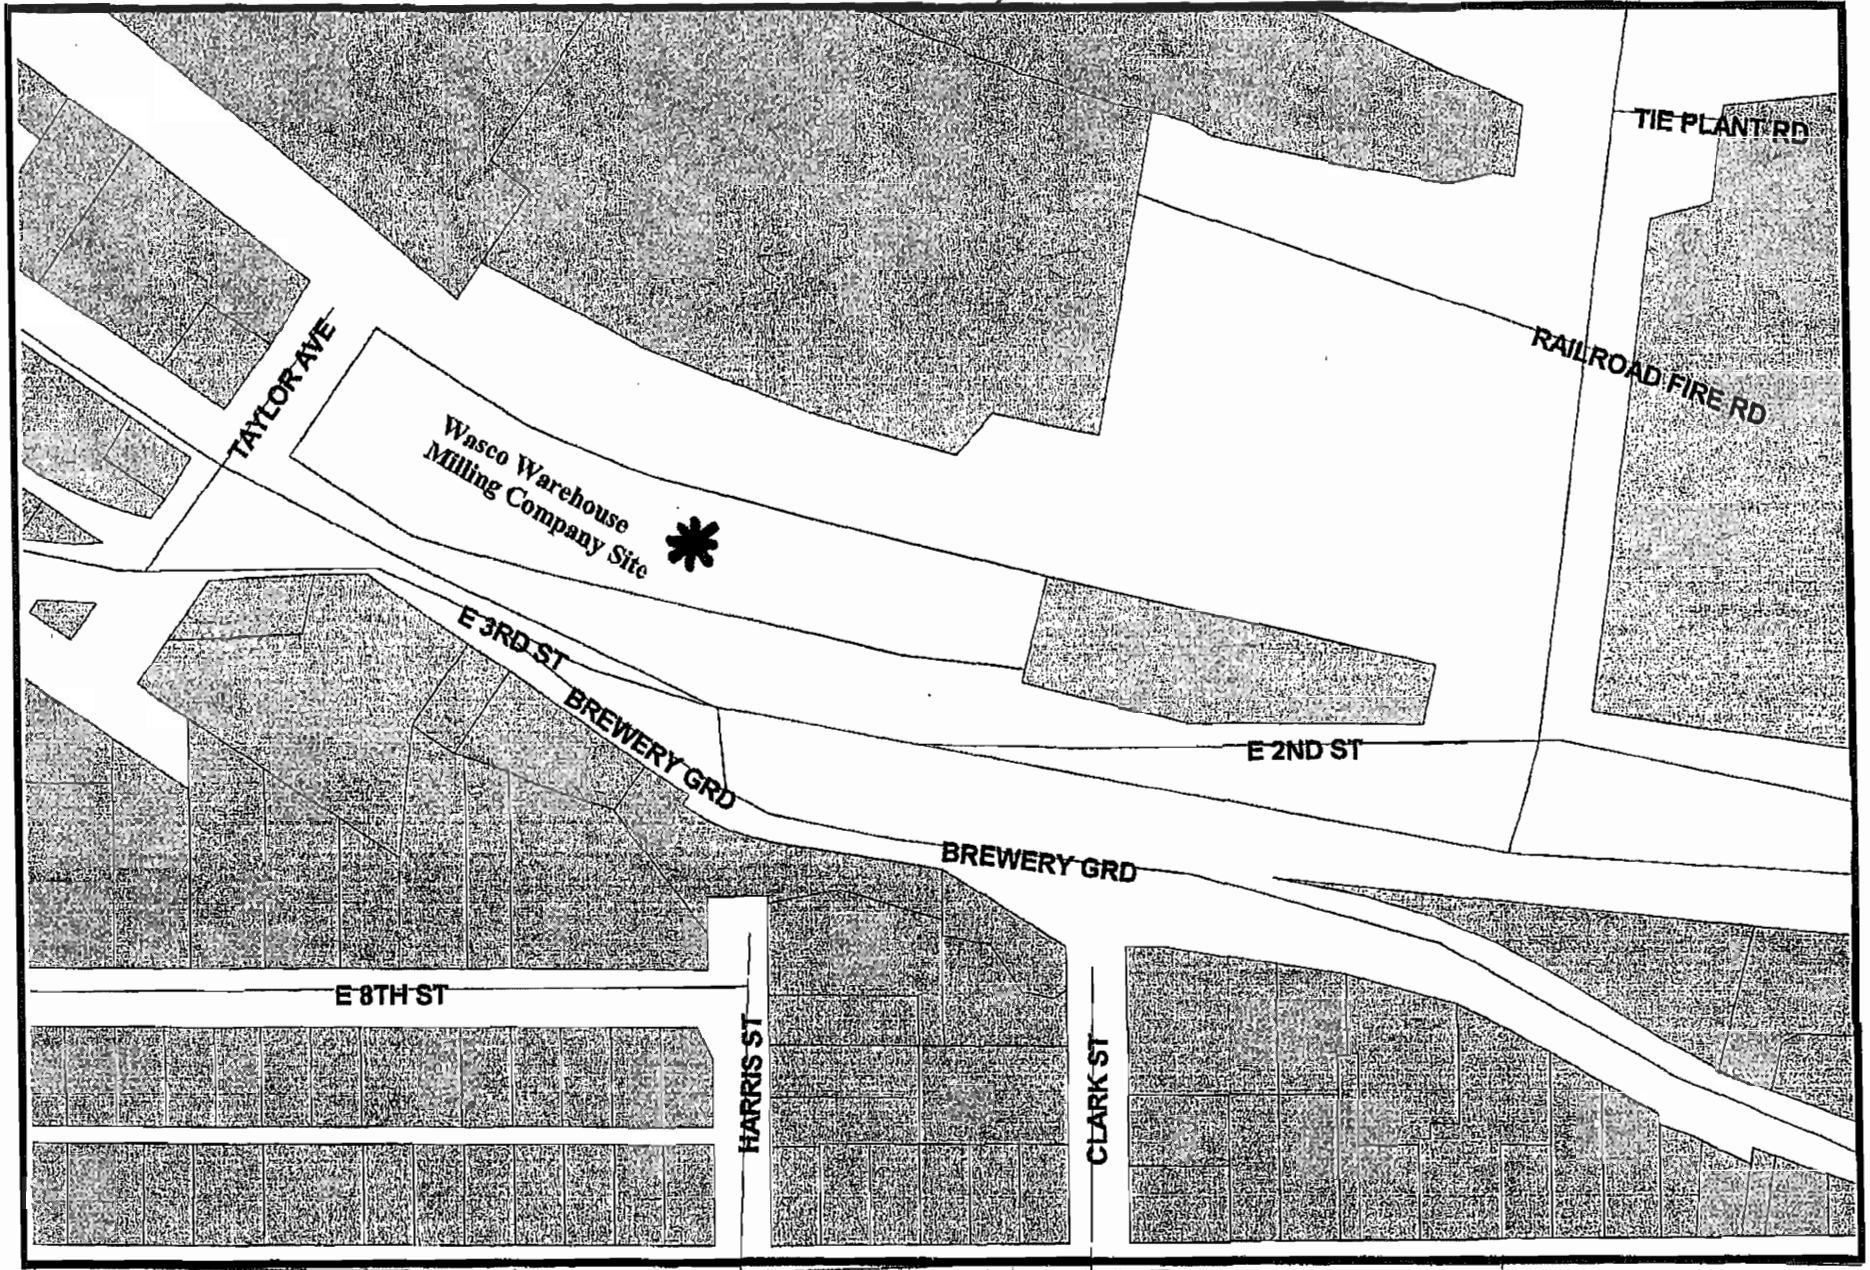 TIE PLANT RD
RAILROAD FIRE RD
TAYLOR AVE
Wasco Warehouse
Milling Company Site
E 3RD ST
BREWERY GRD
E 2ND ST
BREWERY GRD
E 8TH ST
HARRIS ST
CLARK ST